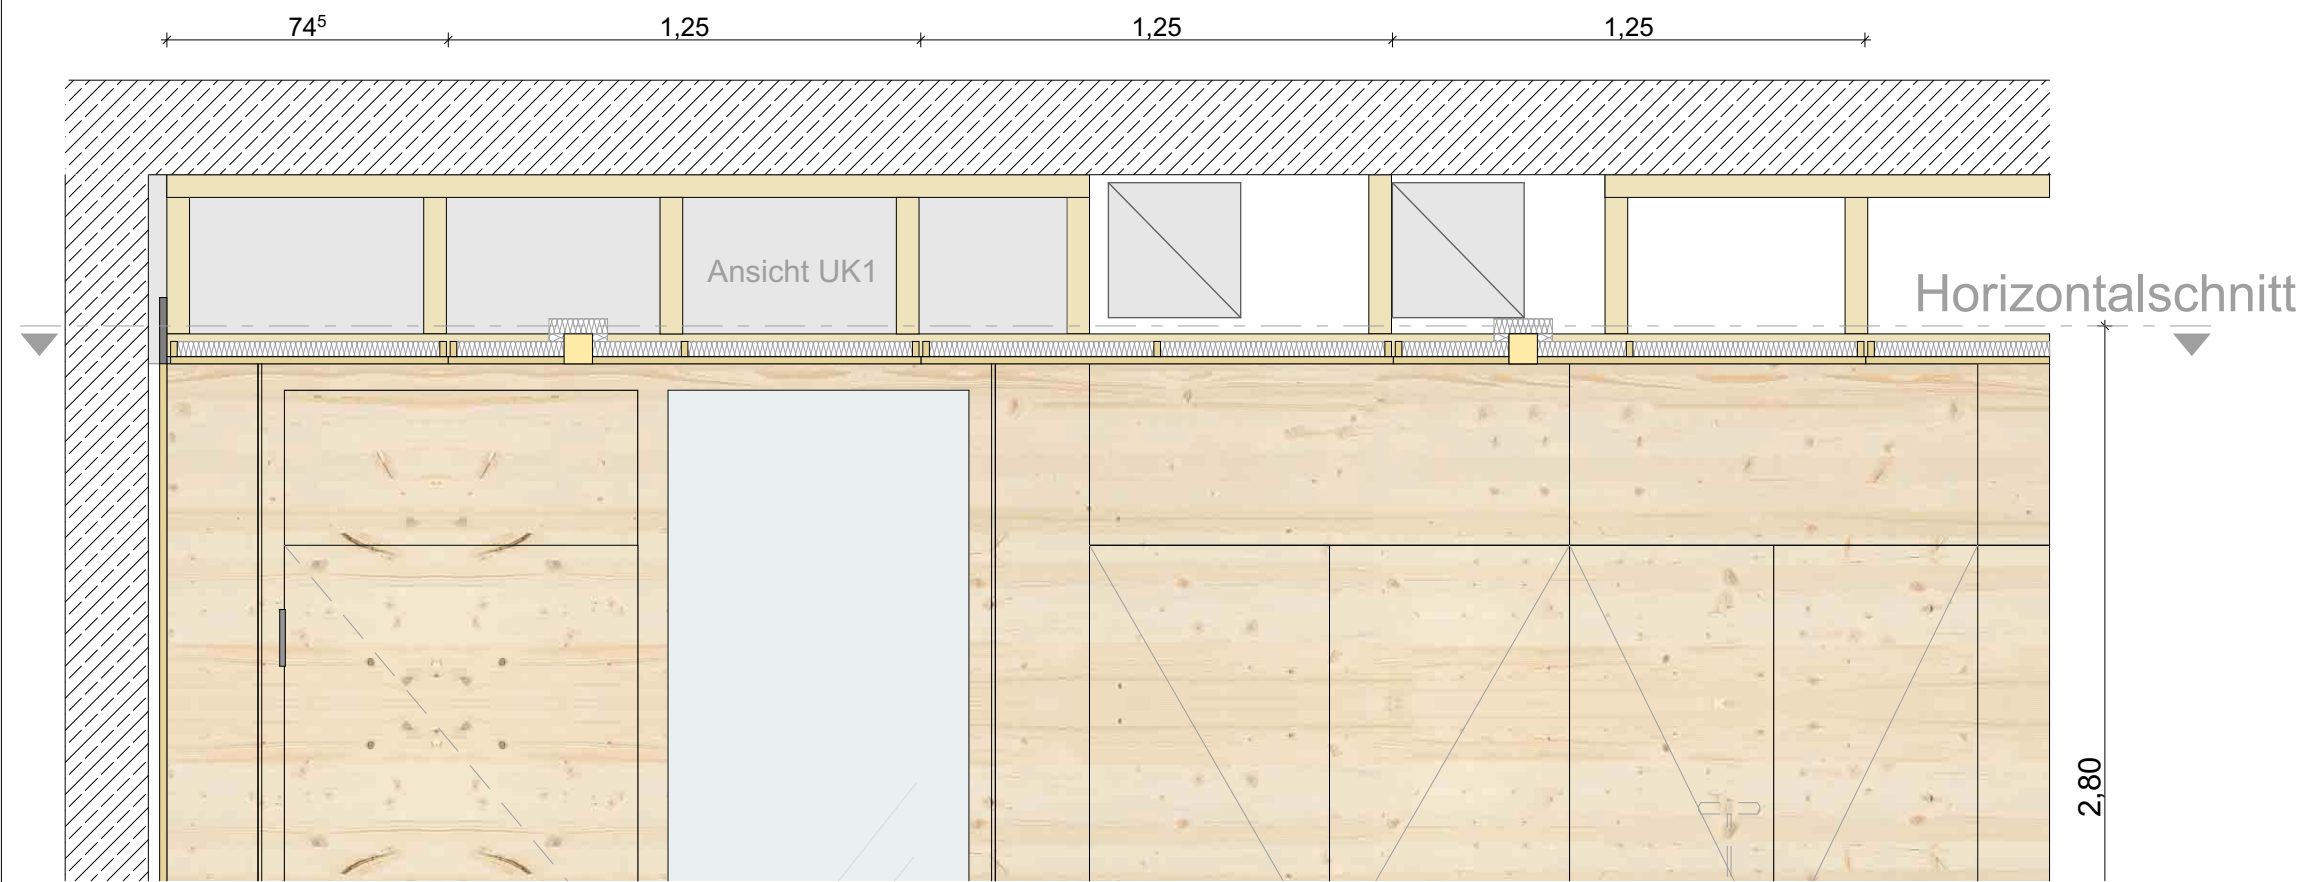 74⁵ 1,25 1,25 1,25
Ansicht UK1
Horizontalschnitt
2,80